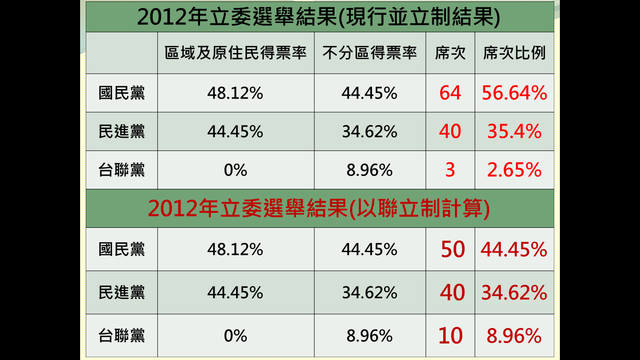 2012年立委選舉結果(現行並立制結果)
區域及原住民得票率 不分區得票率 席次 席次比例
國民黨 48.12% 44.45% 64 56.64%
民進黨 44.45% 34.62% 40 35.4%
台聯黨 0% 8.96% 3 2.65%
2012年立委選舉結果(以聯立制計算)
國民黨 48.12% 44.45% 50 44.45%
民進黨 44.45% 34.62% 40 34.62%
台聯黨 0% 8.96% 10 8.96%